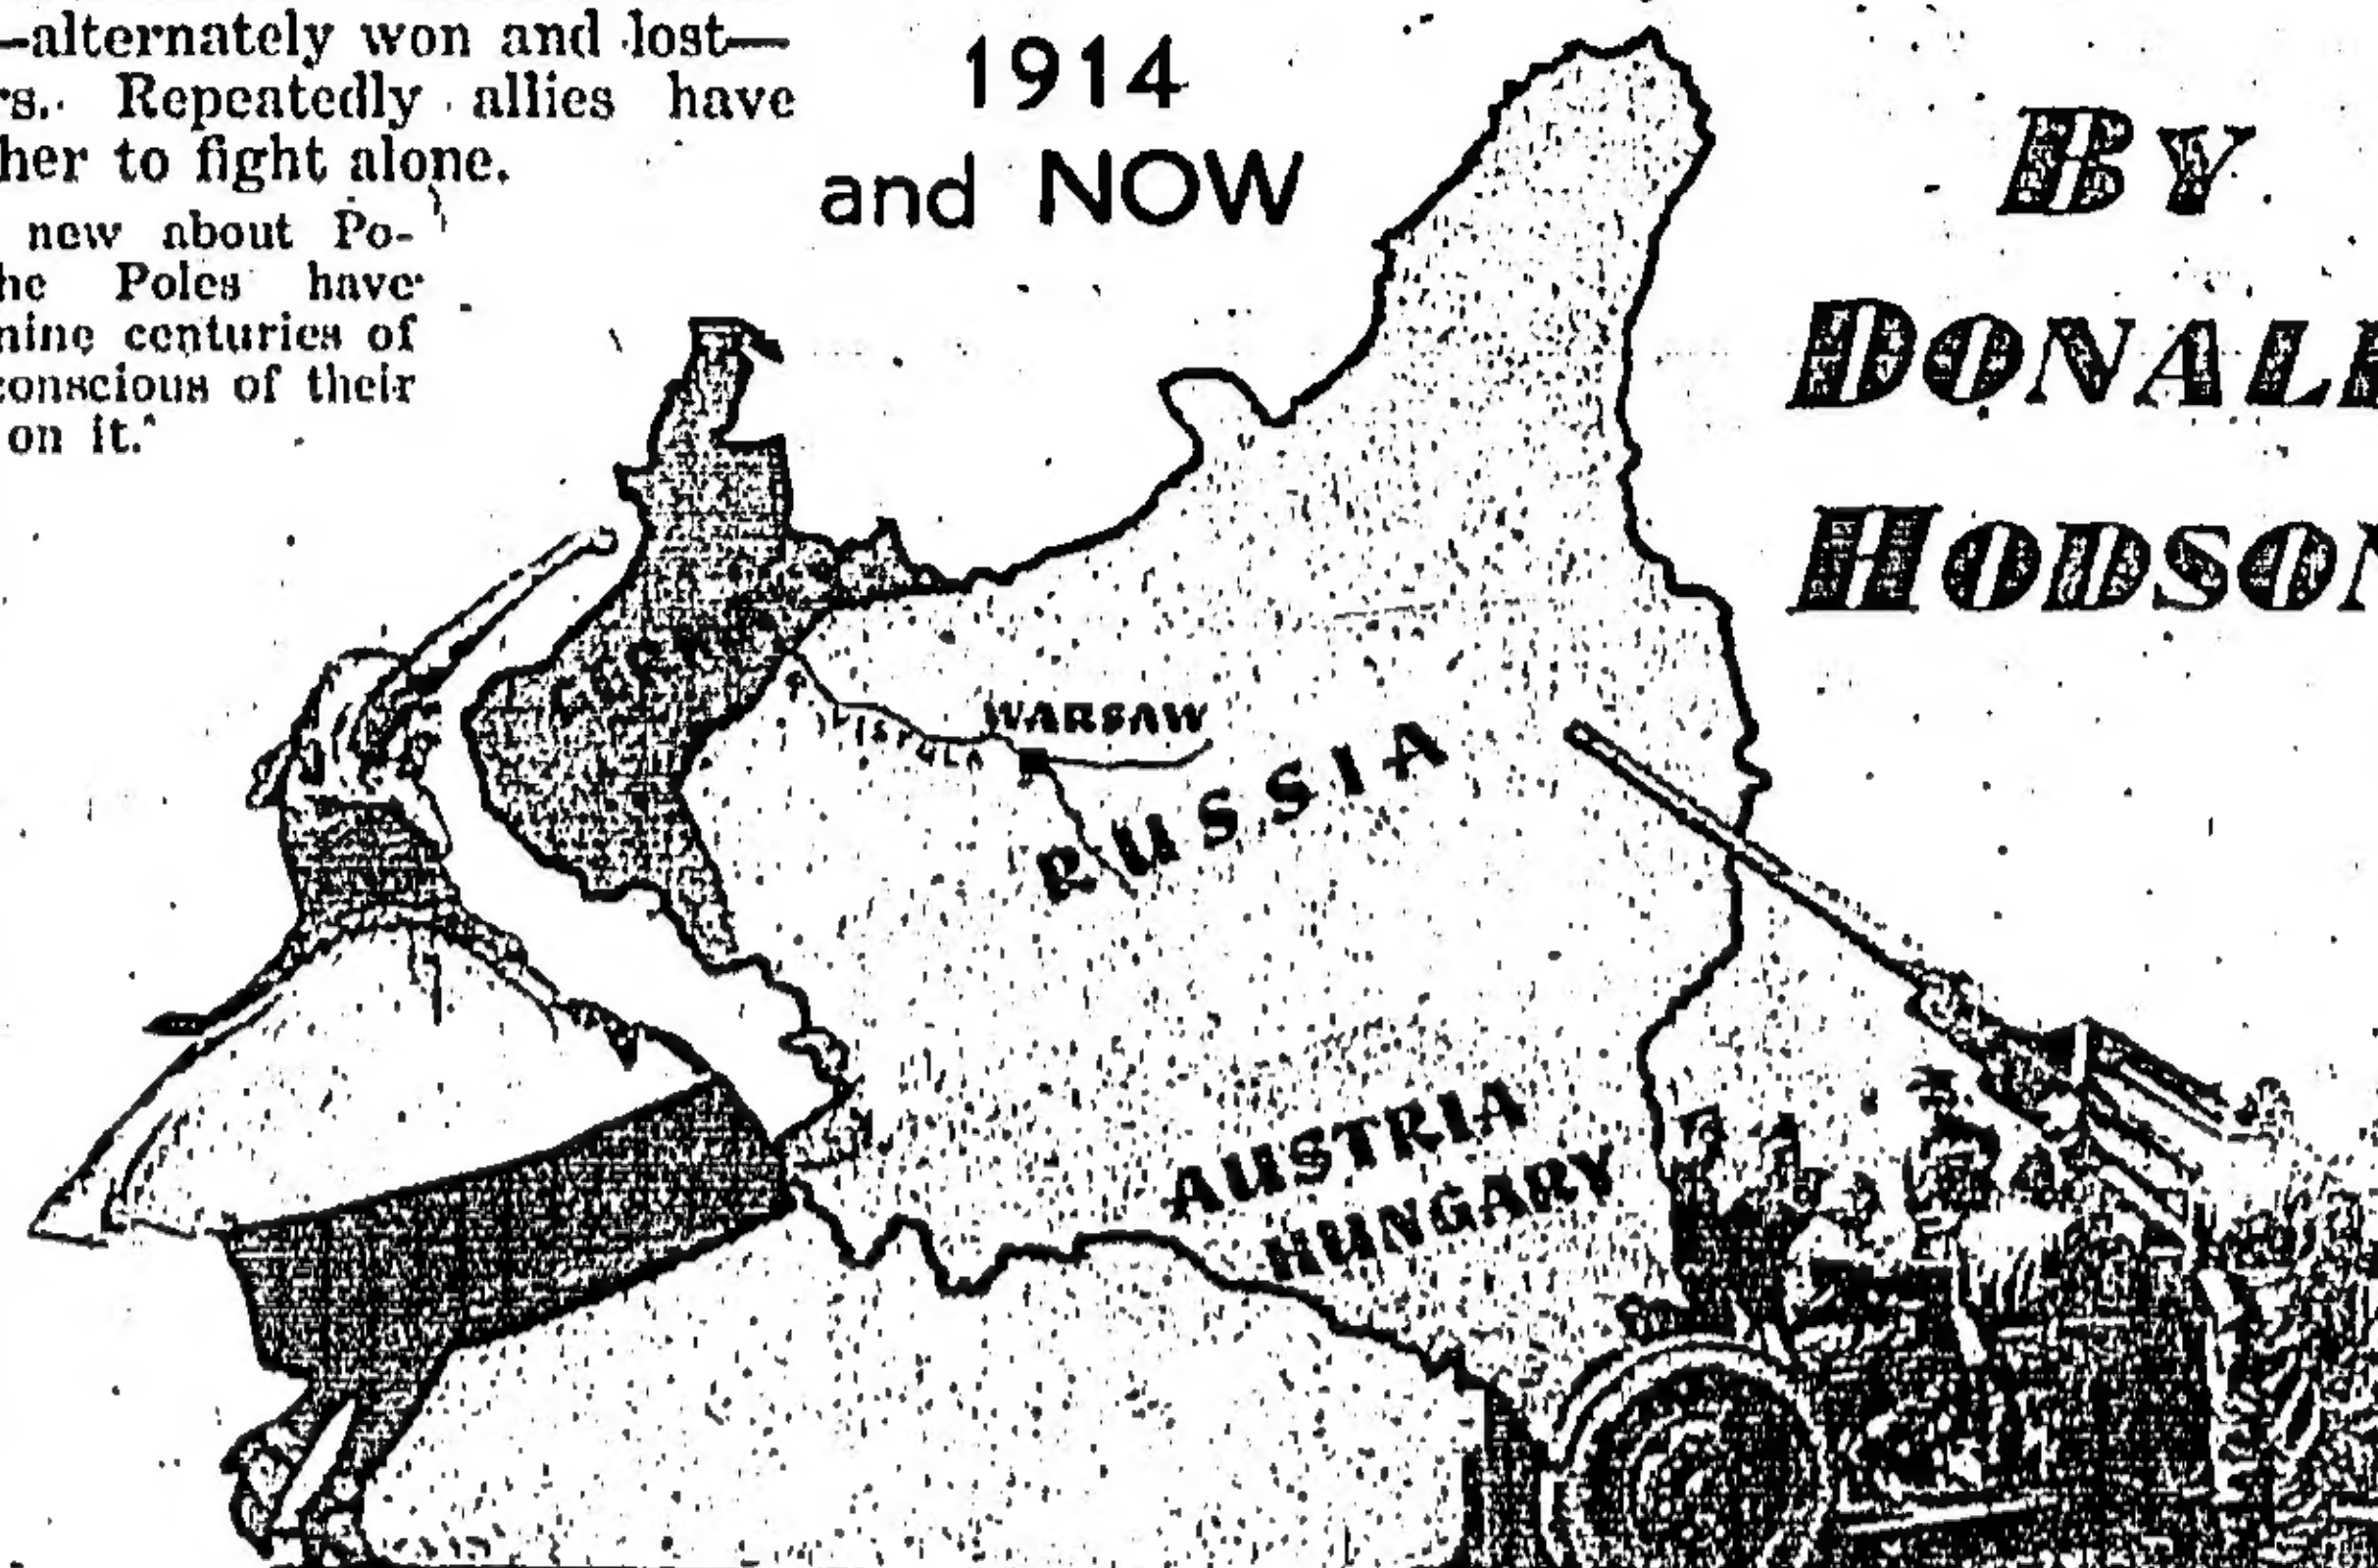 —alternately won and lost—
rs. Repeatedly allies have
her to fight alone.
new about Po-
he Poles have
nine centuries of
conscious of their
on it.
1914
and NOW
BY
DONAL
HODSON
WARSAW
VISTULA
RUSSIA
AUSTRIA
HUNGARY